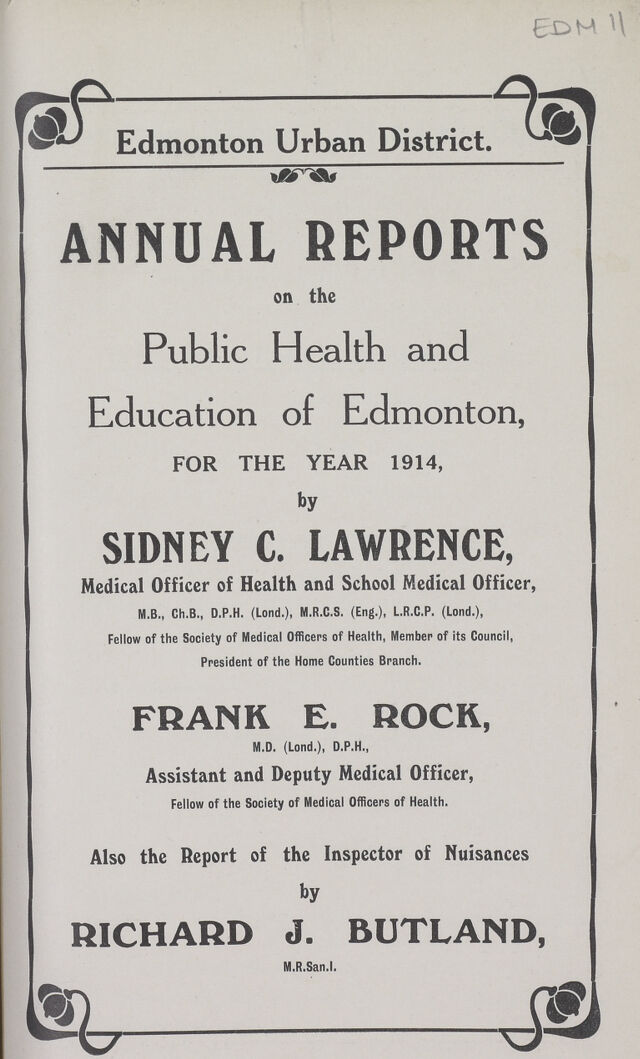 EDM 11
Edmonton Urban District.
ANNUAL REPORTS
on the
Public Health and
Education of Edmonton,
FOR THE YEAR 1914,
by
SIDNEY C. LAWRENCE,
Medical Officer of Health and School Medical Officer,
M.B., Ch.B., D.P.H. (Lond.), M.R.C.S. (Eng.), L.R.C.P. (Lond.),
Fellow of the Society of Medical Officers of Health, Member of its Council,
President of the Home Counties Branch.
FRANK E. ROCK,
M.D. (Lond.), D.P.H.,
Assistant and Deputy Medical Officer,
Fellow of the Society of Medical Officers of Health.
Also the Report of the Inspector of Nuisances
by
RICHARD J. BUTLAND,
M.R.San.I.